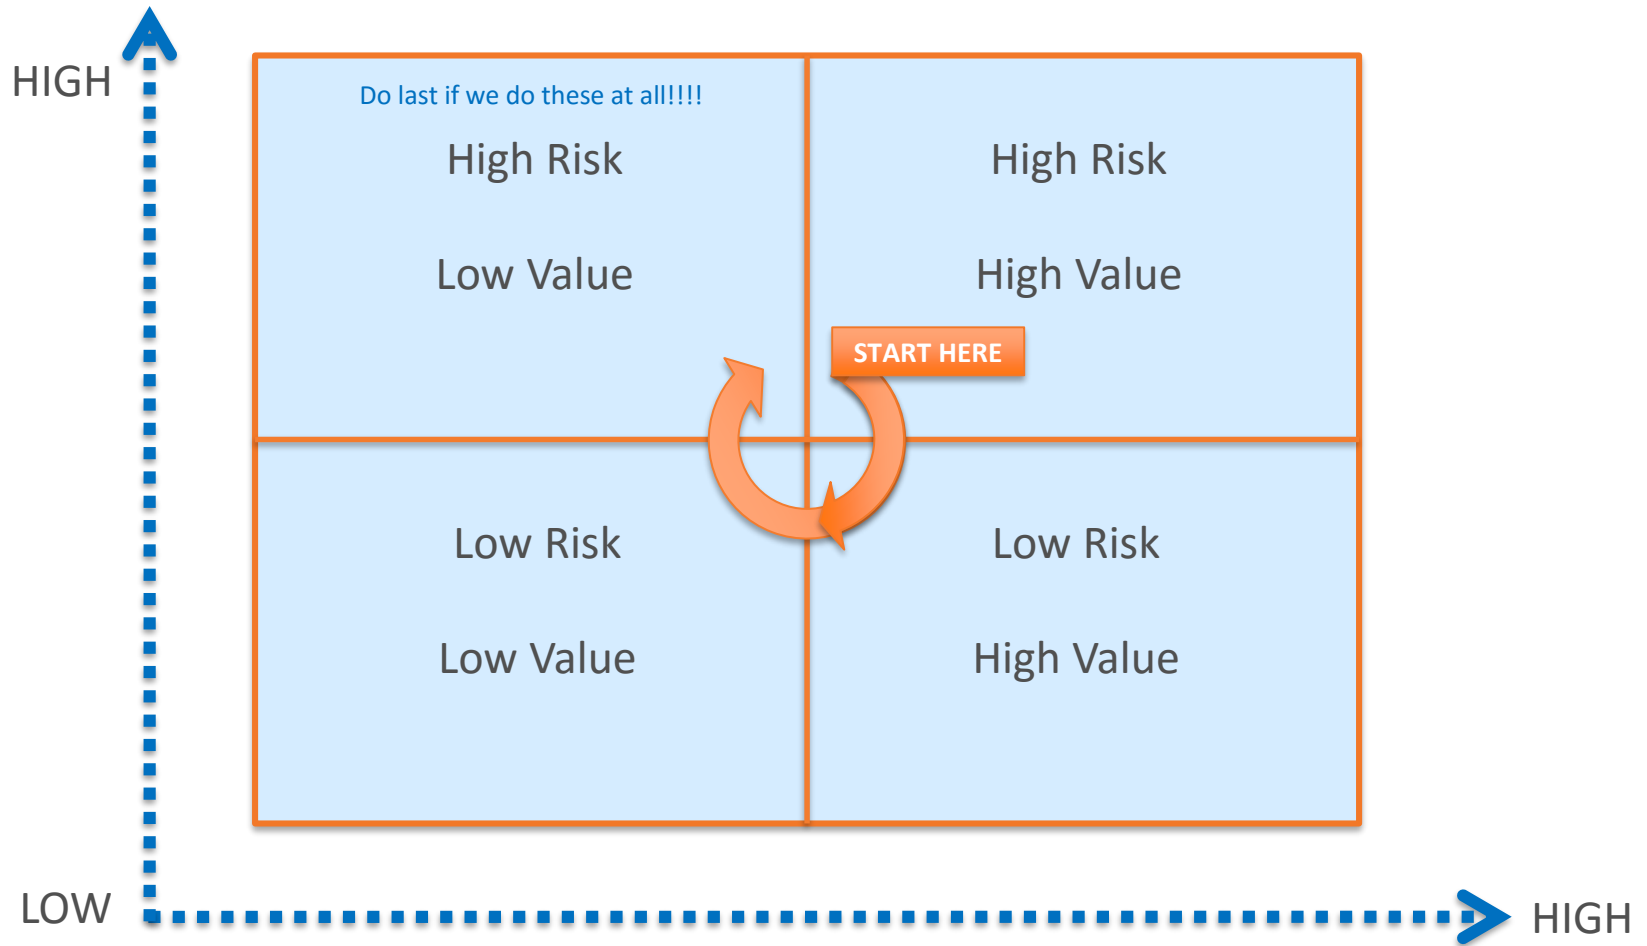 HIGH
Do last if we do these at all!!!!
High Risk
Low Value
High Risk
High Value
START HERE
Low Risk
Low Value
Low Risk
High Value
LOW
HIGH